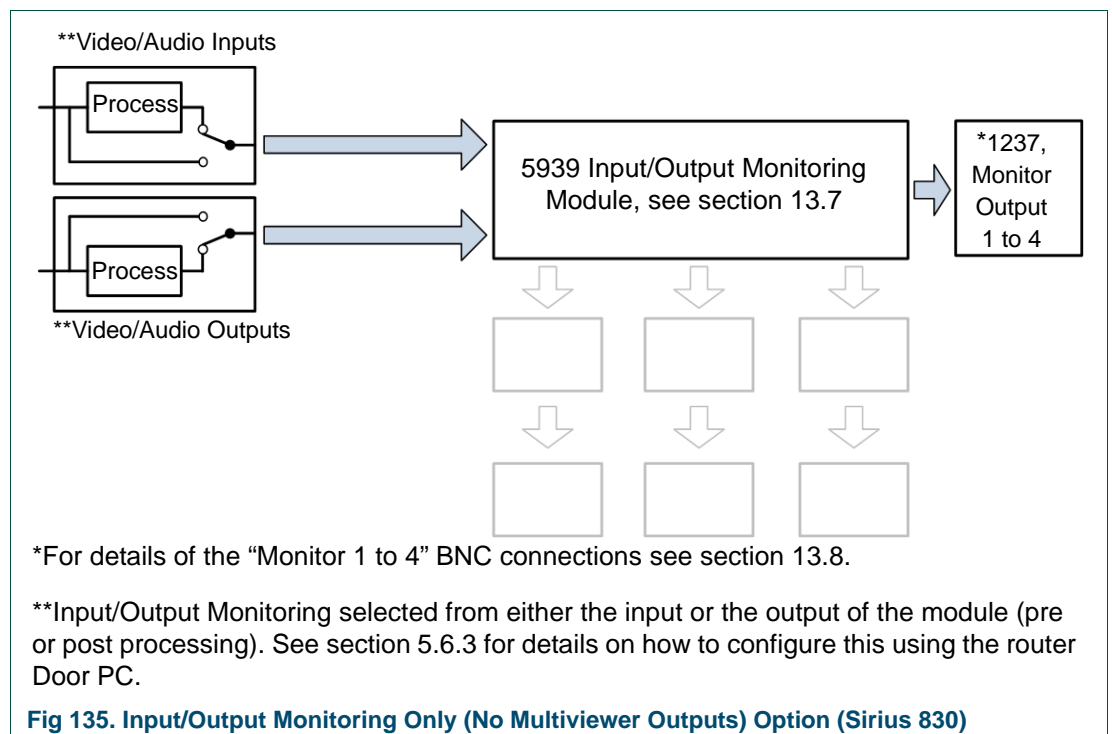 **Video/Audio Inputs
Process
Process
**Video/Audio Outputs
5939 Input/Output Monitoring
Module, see section 13.7
*1237,
Monitor
Output
1 to 4
*For details of the “Monitor 1 to 4” BNC connections see section 13.8.
**Input/Output Monitoring selected from either the input or the output of the module (pre
or post processing). See section 5.6.3 for details on how to configure this using the router
Door PC.
Fig 135. Input/Output Monitoring Only (No Multiviewer Outputs) Option (Sirius 830)